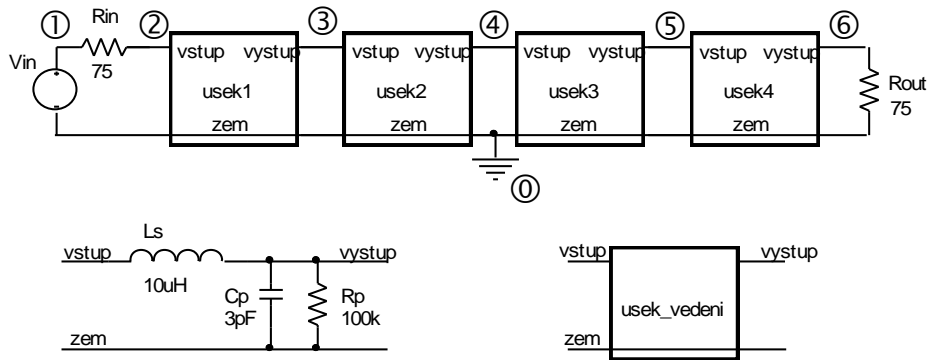 ① Rin ② ③ ④ ⑤ ⑥
Vin 75
vstup vystup vstup vystup vstup vystup vstup vystup
usek1 usek2 usek3 usek4
Rout
75
zem zem zem zem
⓪
Ls
vstup vystup
10uH
Cp Rp
3pF 100k
zem
vstup vystup
usek_vedeni
zem